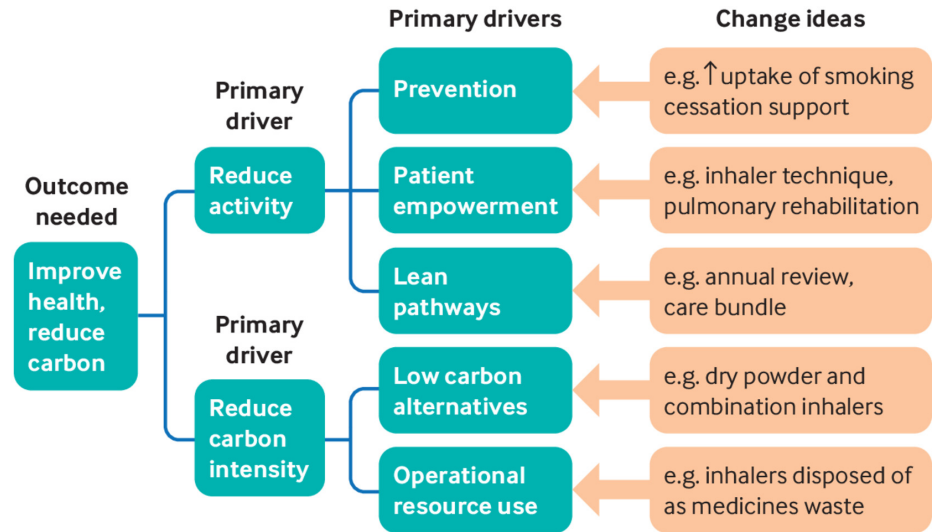 Outcome
needed
Improve
health,
reduce
carbon
Primary
driver
Reduce
activity
Primary
driver
Reduce
carbon
intensity
Primary drivers
Prevention
Patient
empowerment
Lean
pathways
Low carbon
alternatives
Operational
resource use
Change ideas
e.g. ↑ uptake of smoking
cessation support
e.g. inhaler technique,
pulmonary rehabilitation
e.g. annual review,
care bundle
e.g. dry powder and
combination inhalers
e.g. inhalers disposed of
as medicines waste